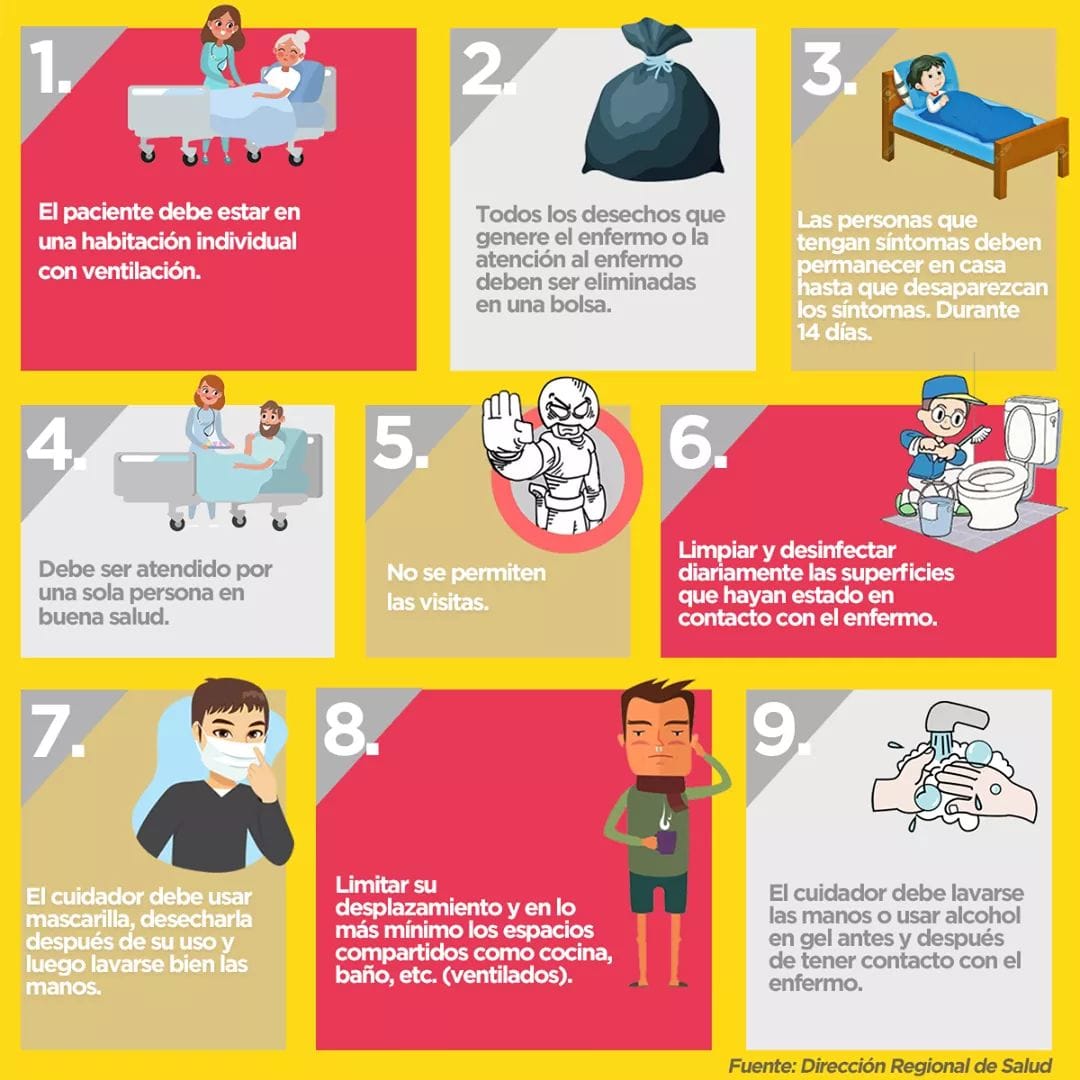 1.
El paciente debe estar en
una habitación individual
con ventilación.
2.
Todos los desechos que
genere el enfermo o la
atención al enfermo
deben ser eliminadas
en una bolsa.
3.
Las personas que
tengan síntomas deben
permanecer en casa
hasta que desaparezcan
los síntomas. Durante
14 días.
4.
Debe ser atendido por
una sola persona en
buena salud.
5.
No se permiten
las visitas.
6.
Limpiar y desinfectar
diariamente las superficies
que hayan estado en
contacto con el enfermo.
7.
El cuidador debe usar
mascarilla, desecharla
después de su uso y
luego lavarse bien las
manos.
8.
Limitar su
desplazamiento y en lo
más mínimo los espacios
compartidos como cocina,
baño, etc. (ventilados).
9.
El cuidador debe lavarse
las manos o usar alcohol
en gel antes y después
de tener contacto con el
enfermo.
Fuente: Dirección Regional de Salud